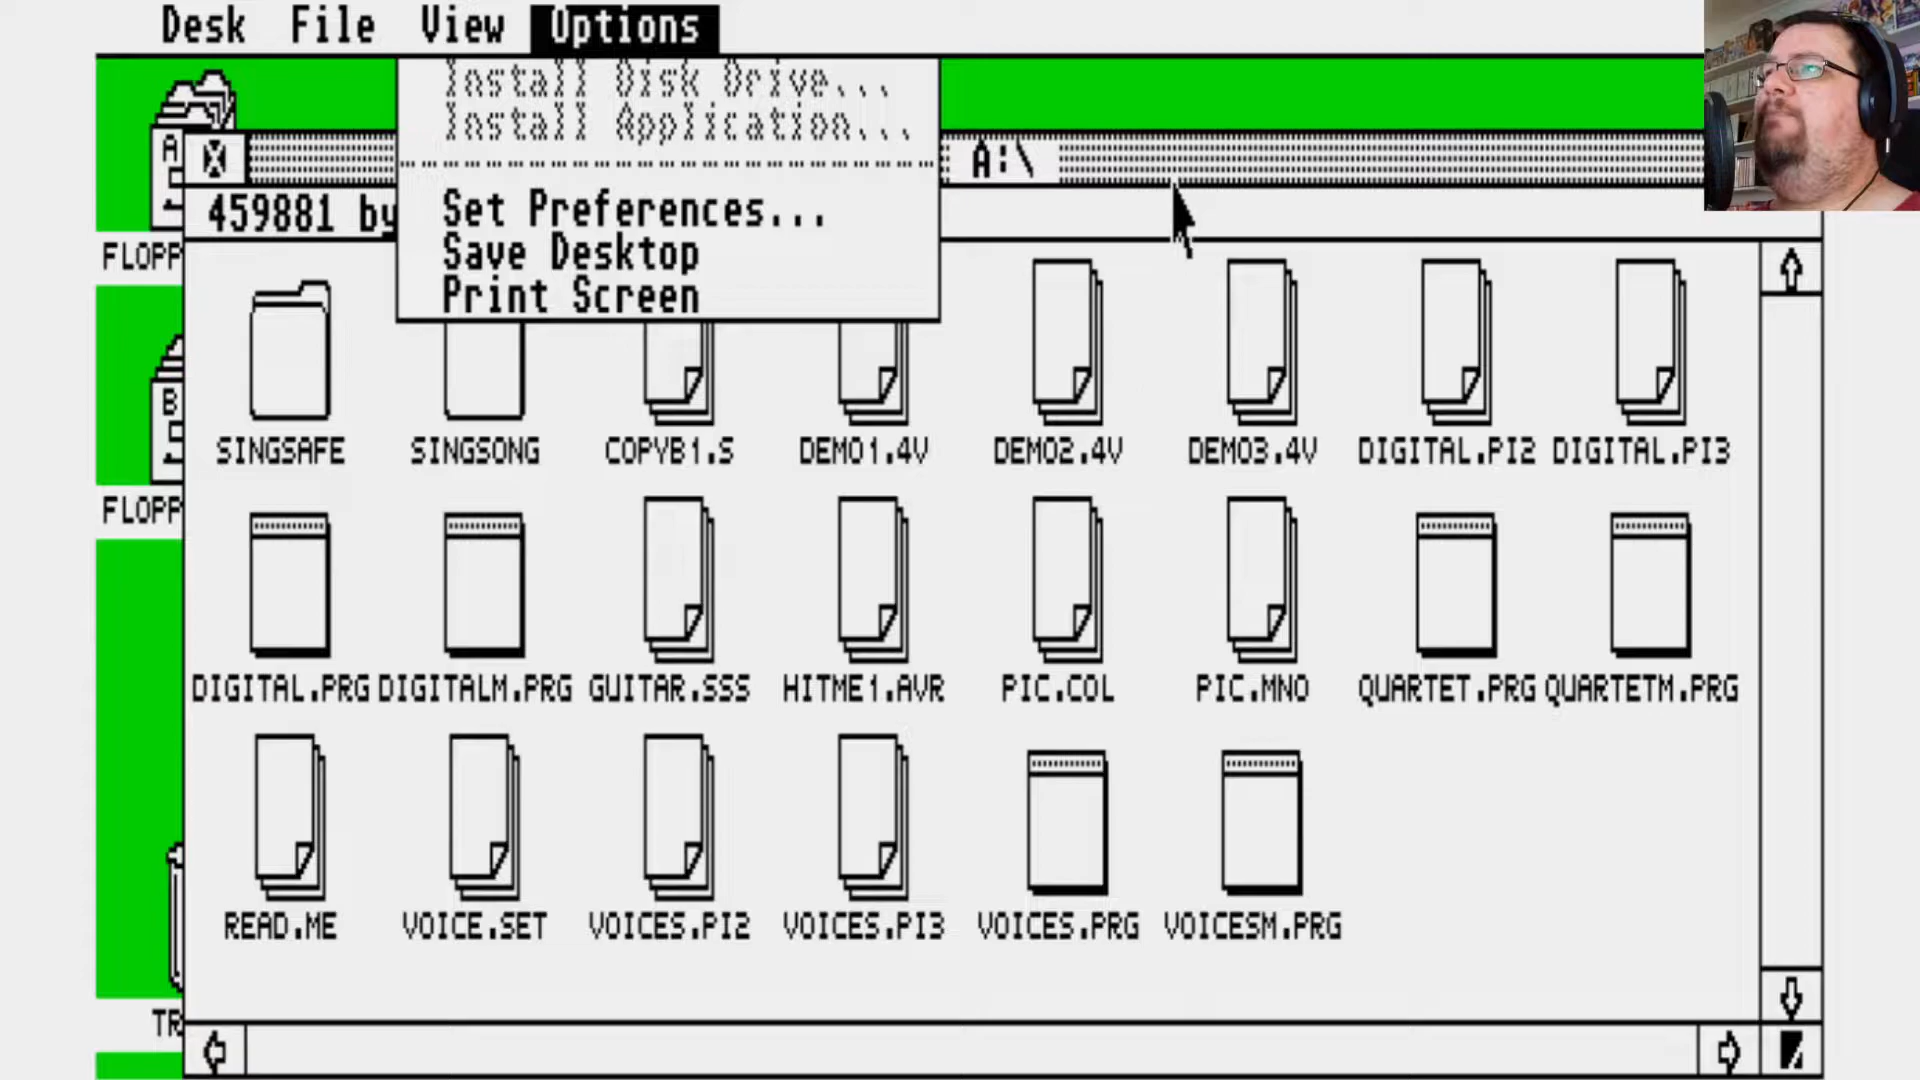 Desk File View Options
Install Disk Drive...
Install Application...
Set Preferences...
Save Desktop
Print Screen
A:\
459881 by
A
FLOPP
B
FLOPP
TR
SINGSAFE SINGSONG COPYB1.S DEMO1.4V DEMO2.4V DEMO3.4V DIGITAL.PI2 DIGITAL.PI3
DIGITAL.PRG DIGITALM.PRG GUITAR.SSS HITME1.AVR PIC.COL PIC.MNO QUARTET.PRG QUARTETM.PRG
READ.ME VOICE.SET VOICES.PI2 VOICES.PI3 VOICES.PRG VOICESM.PRG